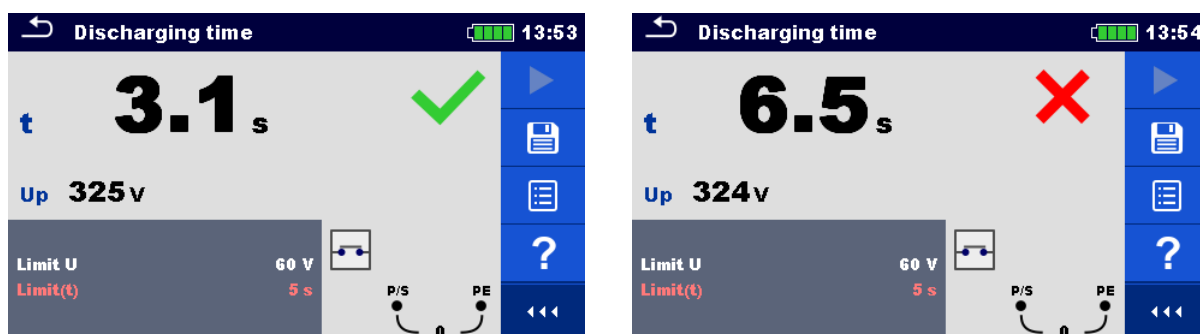 Discharging time 13:53
t 3.1 s
Up 325 V
Limit U 60 V
Limit(t) 5 s
P/S PE
?
Discharging time 13:54
t 6.5 s
Up 324 V
Limit U 60 V
Limit(t) 5 s
P/S PE
?